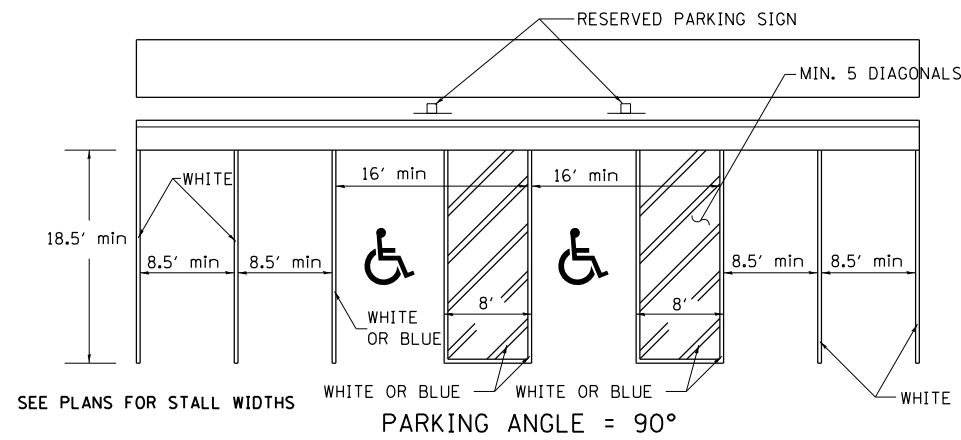 RESERVED PARKING SIGN
MIN. 5 DIAGONALS
16' min
16' min
WHITE
18.5' min
8.5' min
8.5' min
8.5' min
8.5' min
8'
8'
WHITE
OR BLUE
WHITE OR BLUE
WHITE OR BLUE
WHITE
SEE PLANS FOR STALL WIDTHS
PARKING ANGLE = 90°